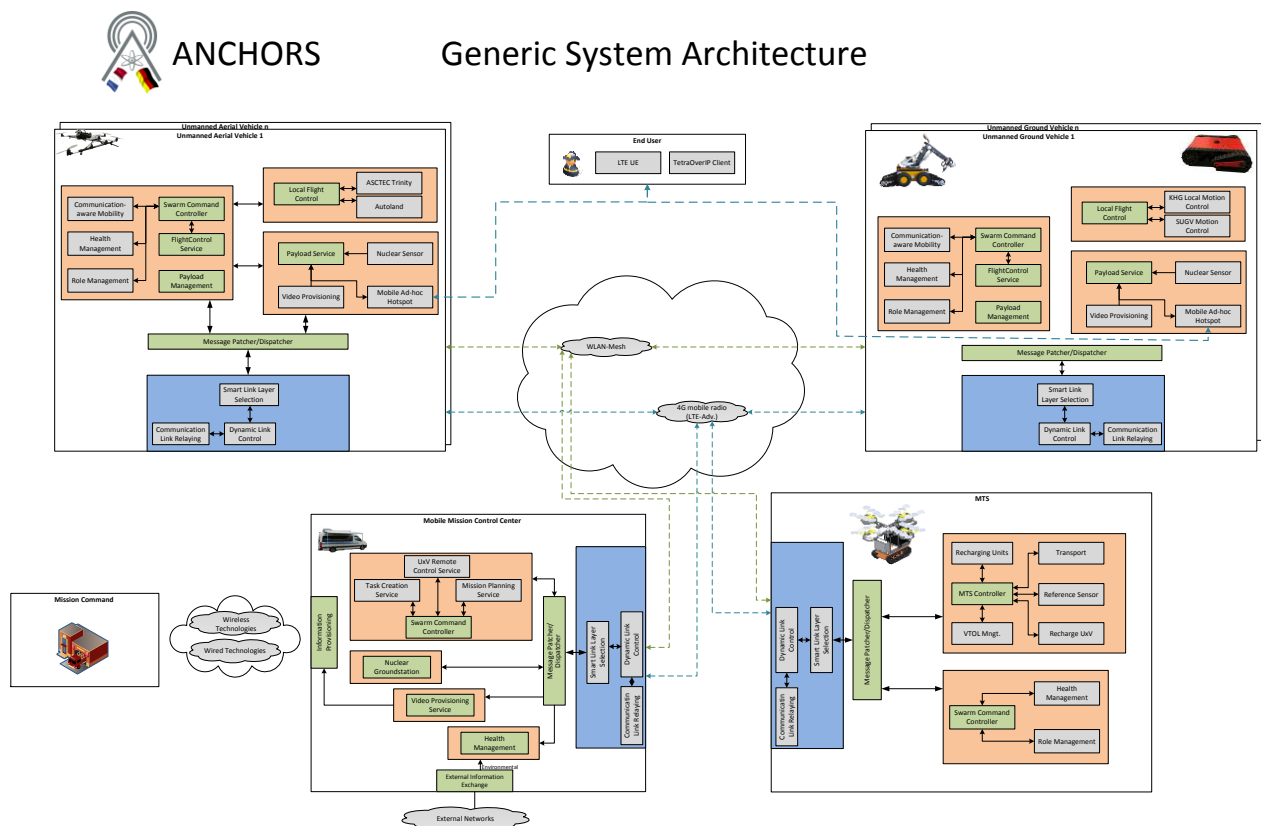 ANCHORS
Generic System Architecture
Unmanned Aerial Vehicle n
Unmanned Aerial Vehicle 1
Communication-
aware Mobility
Swarm Command
Controller
Health
Management
FlightControl
Service
Role Management
Payload
Management
Local Flight
Control
ASCTEC Trinity
Autoland
Payload Service
Nuclear Sensor
Video Provisioning
Mobile Ad-hoc
Hotspot
Message Patcher/Dispatcher
Smart Link Layer
Selection
Communication
Link Relaying
Dynamic Link
Control
End User
LTE UE
TetraOverIP Client
WLAN-Mesh
4G mobile radio
(LTE-Adv.)
Unmanned Ground Vehicle n
Unmanned Ground Vehicle 1
Communication-
aware Mobility
Swarm Command
Controller
Health
Management
FlightControl
Service
Role Management
Payload
Management
Local Flight
Control
KHG Local Motion
Control
SUGV Motion
Control
Payload Service
Nuclear Sensor
Video Provisioning
Mobile Ad-hoc
Hotspot
Message Patcher/Dispatcher
Smart Link
Layer Selection
Dynamic Link
Control
Communication
Link Relaying
Mission Command
Wireless
Technologies
Wired Technologies
Mobile Mission Control Center
Information
Provisioning
UxV Remote
Control Service
Task Creation
Service
Mission Planning
Service
Swarm Command
Controller
Nuclear
Groundstation
Video Provisioning
Service
Health
Management
Environmental
External Information
Exchange
External Networks
Message Patcher/
Dispatcher
Smart Link Layer
Selection
Dynamic Link
Control
Communicatin
Link Relaying
MTS
Dynamic Link
Control
Smart Link Layer
Selection
Communicatin
Link Relaying
Message Patcher/Dispatcher
Recharging Units
Transport
MTS Controller
Reference Sensor
VTOL Mngt.
Recharge UxV
Swarm Command
Controller
Health
Management
Role Management